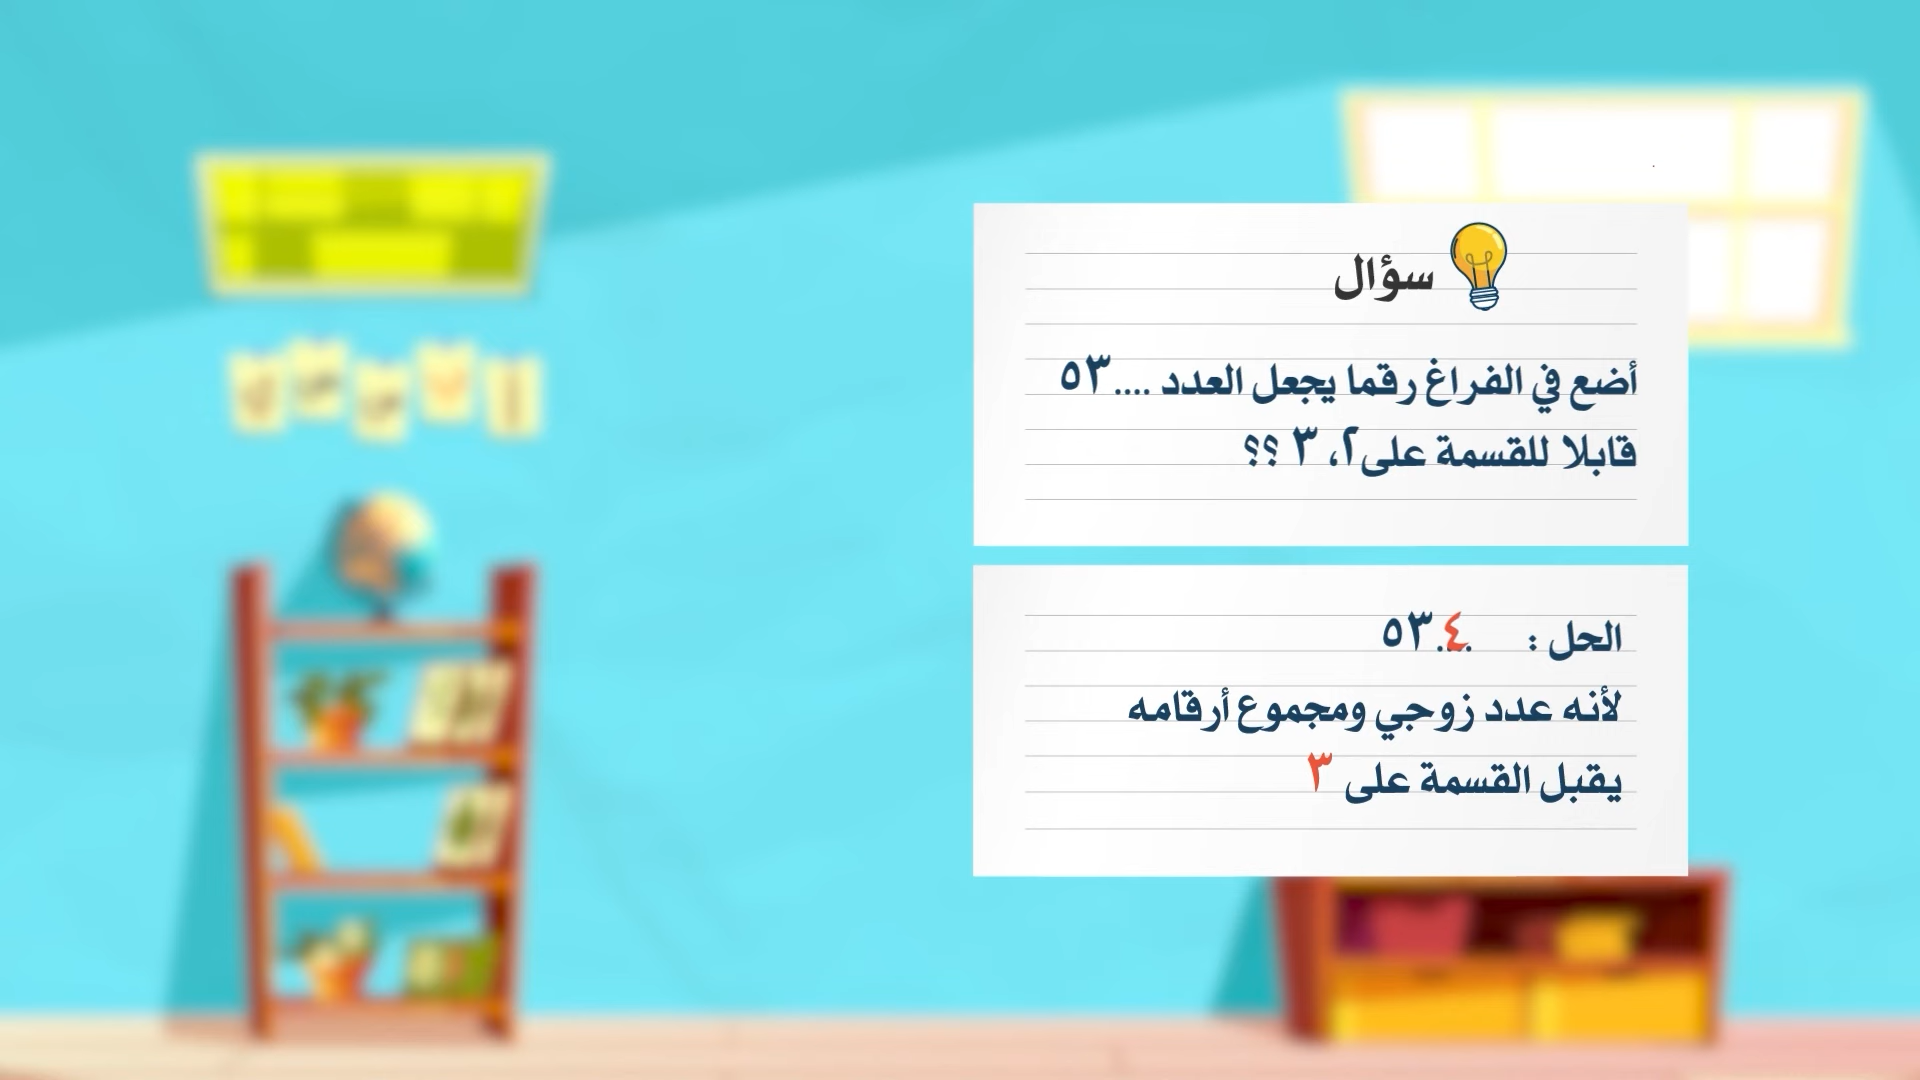 سؤال
أضع في الفراغ رقما يجعل العدد ....٥٣
قابلا للقسمة على٢، ٣ ؟؟
الحل : ٥٣.٤.
لأنه عدد زوجي ومجموع أرقامه
يقبل القسمة على ٣